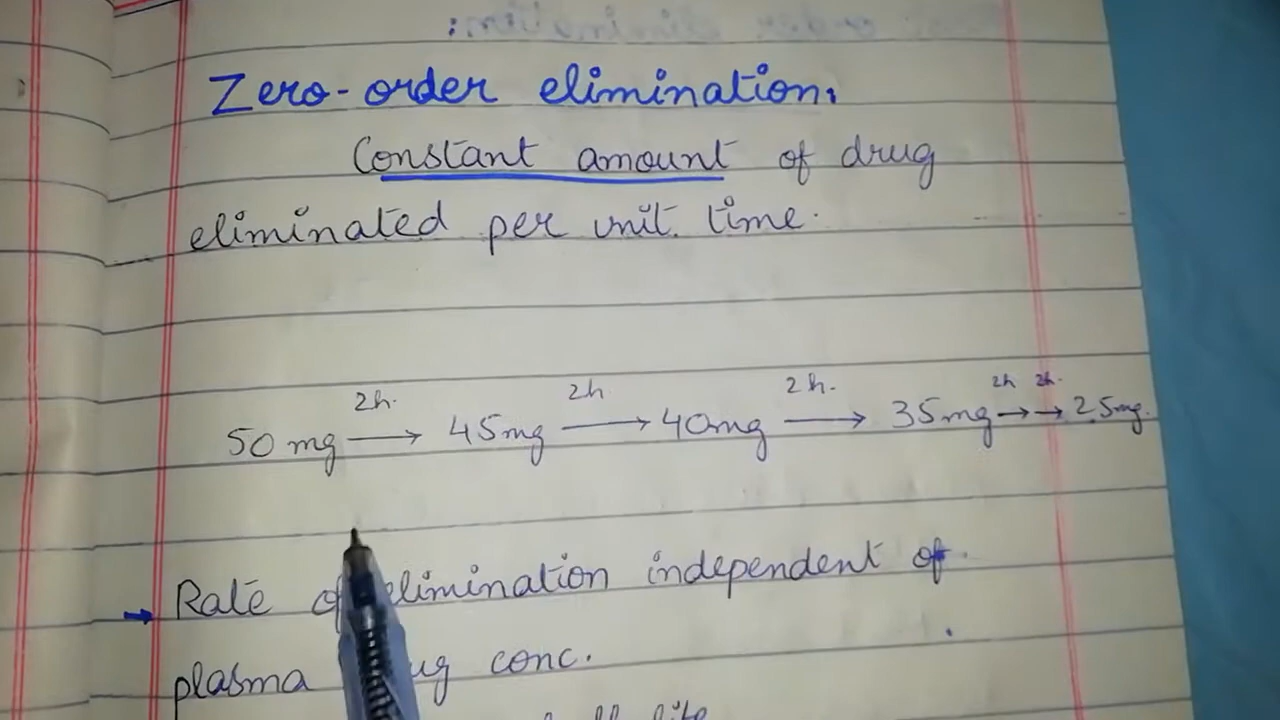 Zero-order elimination.
Constant amount of drug
eliminated per unit time.
2h. 2h 2h. 2h 2h.
50 mg → 45mg → 40mg → 35mg → → 25mg.
→ Rate of elimination independent of
plasma conc.